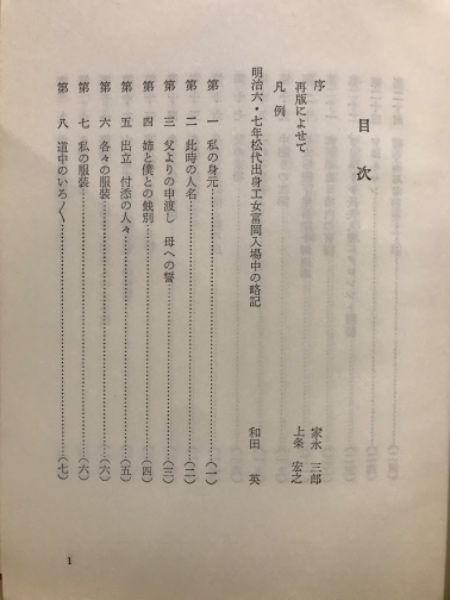 目次
序 家永三郎
再版によせて 上条宏之
凡例
明治六・七年松代出身工女富岡入場中の略記 和田英
第一 私の身元……(一)
第二 此時の人名……(二)
第三 父よりの申渡し 母への誓……(三)
第四 姉と僕との餞別……(四)
第五 出立 付添の人々……(五)
第六 各々の服装……(六)
第七 私の服装……(六)
第八 道中のいろ〳〵……(七)
1